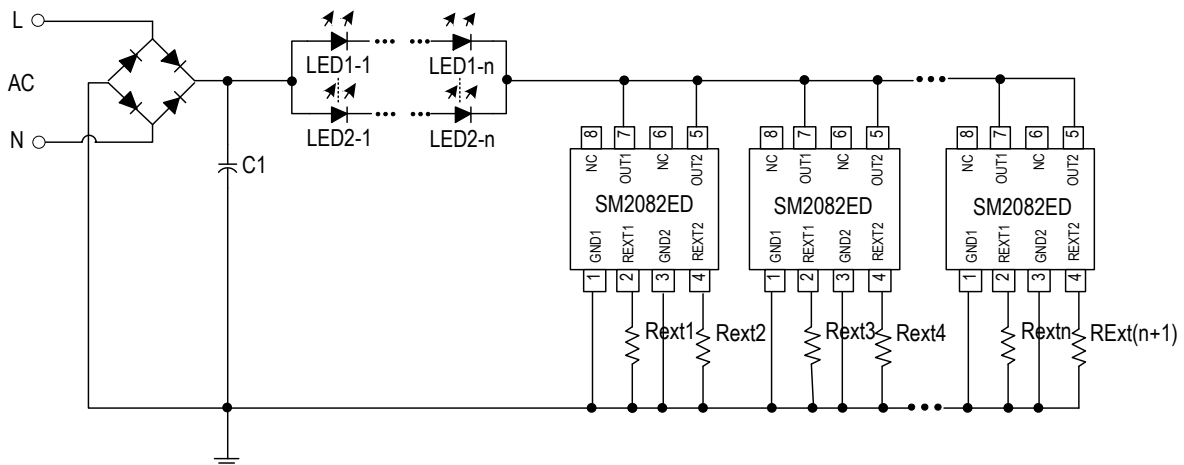 L
AC
N
C1
LED1-1
LED1-n
LED2-1
LED2-n
8 7 6 5
NC OUT1 NC OUT2
SM2082ED
GND1 REXT1 GND2 REXT2
1 2 3 4
Rext1
Rext2
8 7 6 5
NC OUT1 NC OUT2
SM2082ED
GND1 REXT1 GND2 REXT2
1 2 3 4
Rext3
Rext4
8 7 6 5
NC OUT1 NC OUT2
SM2082ED
GND1 REXT1 GND2 REXT2
1 2 3 4
Rextn
RExt(n+1)